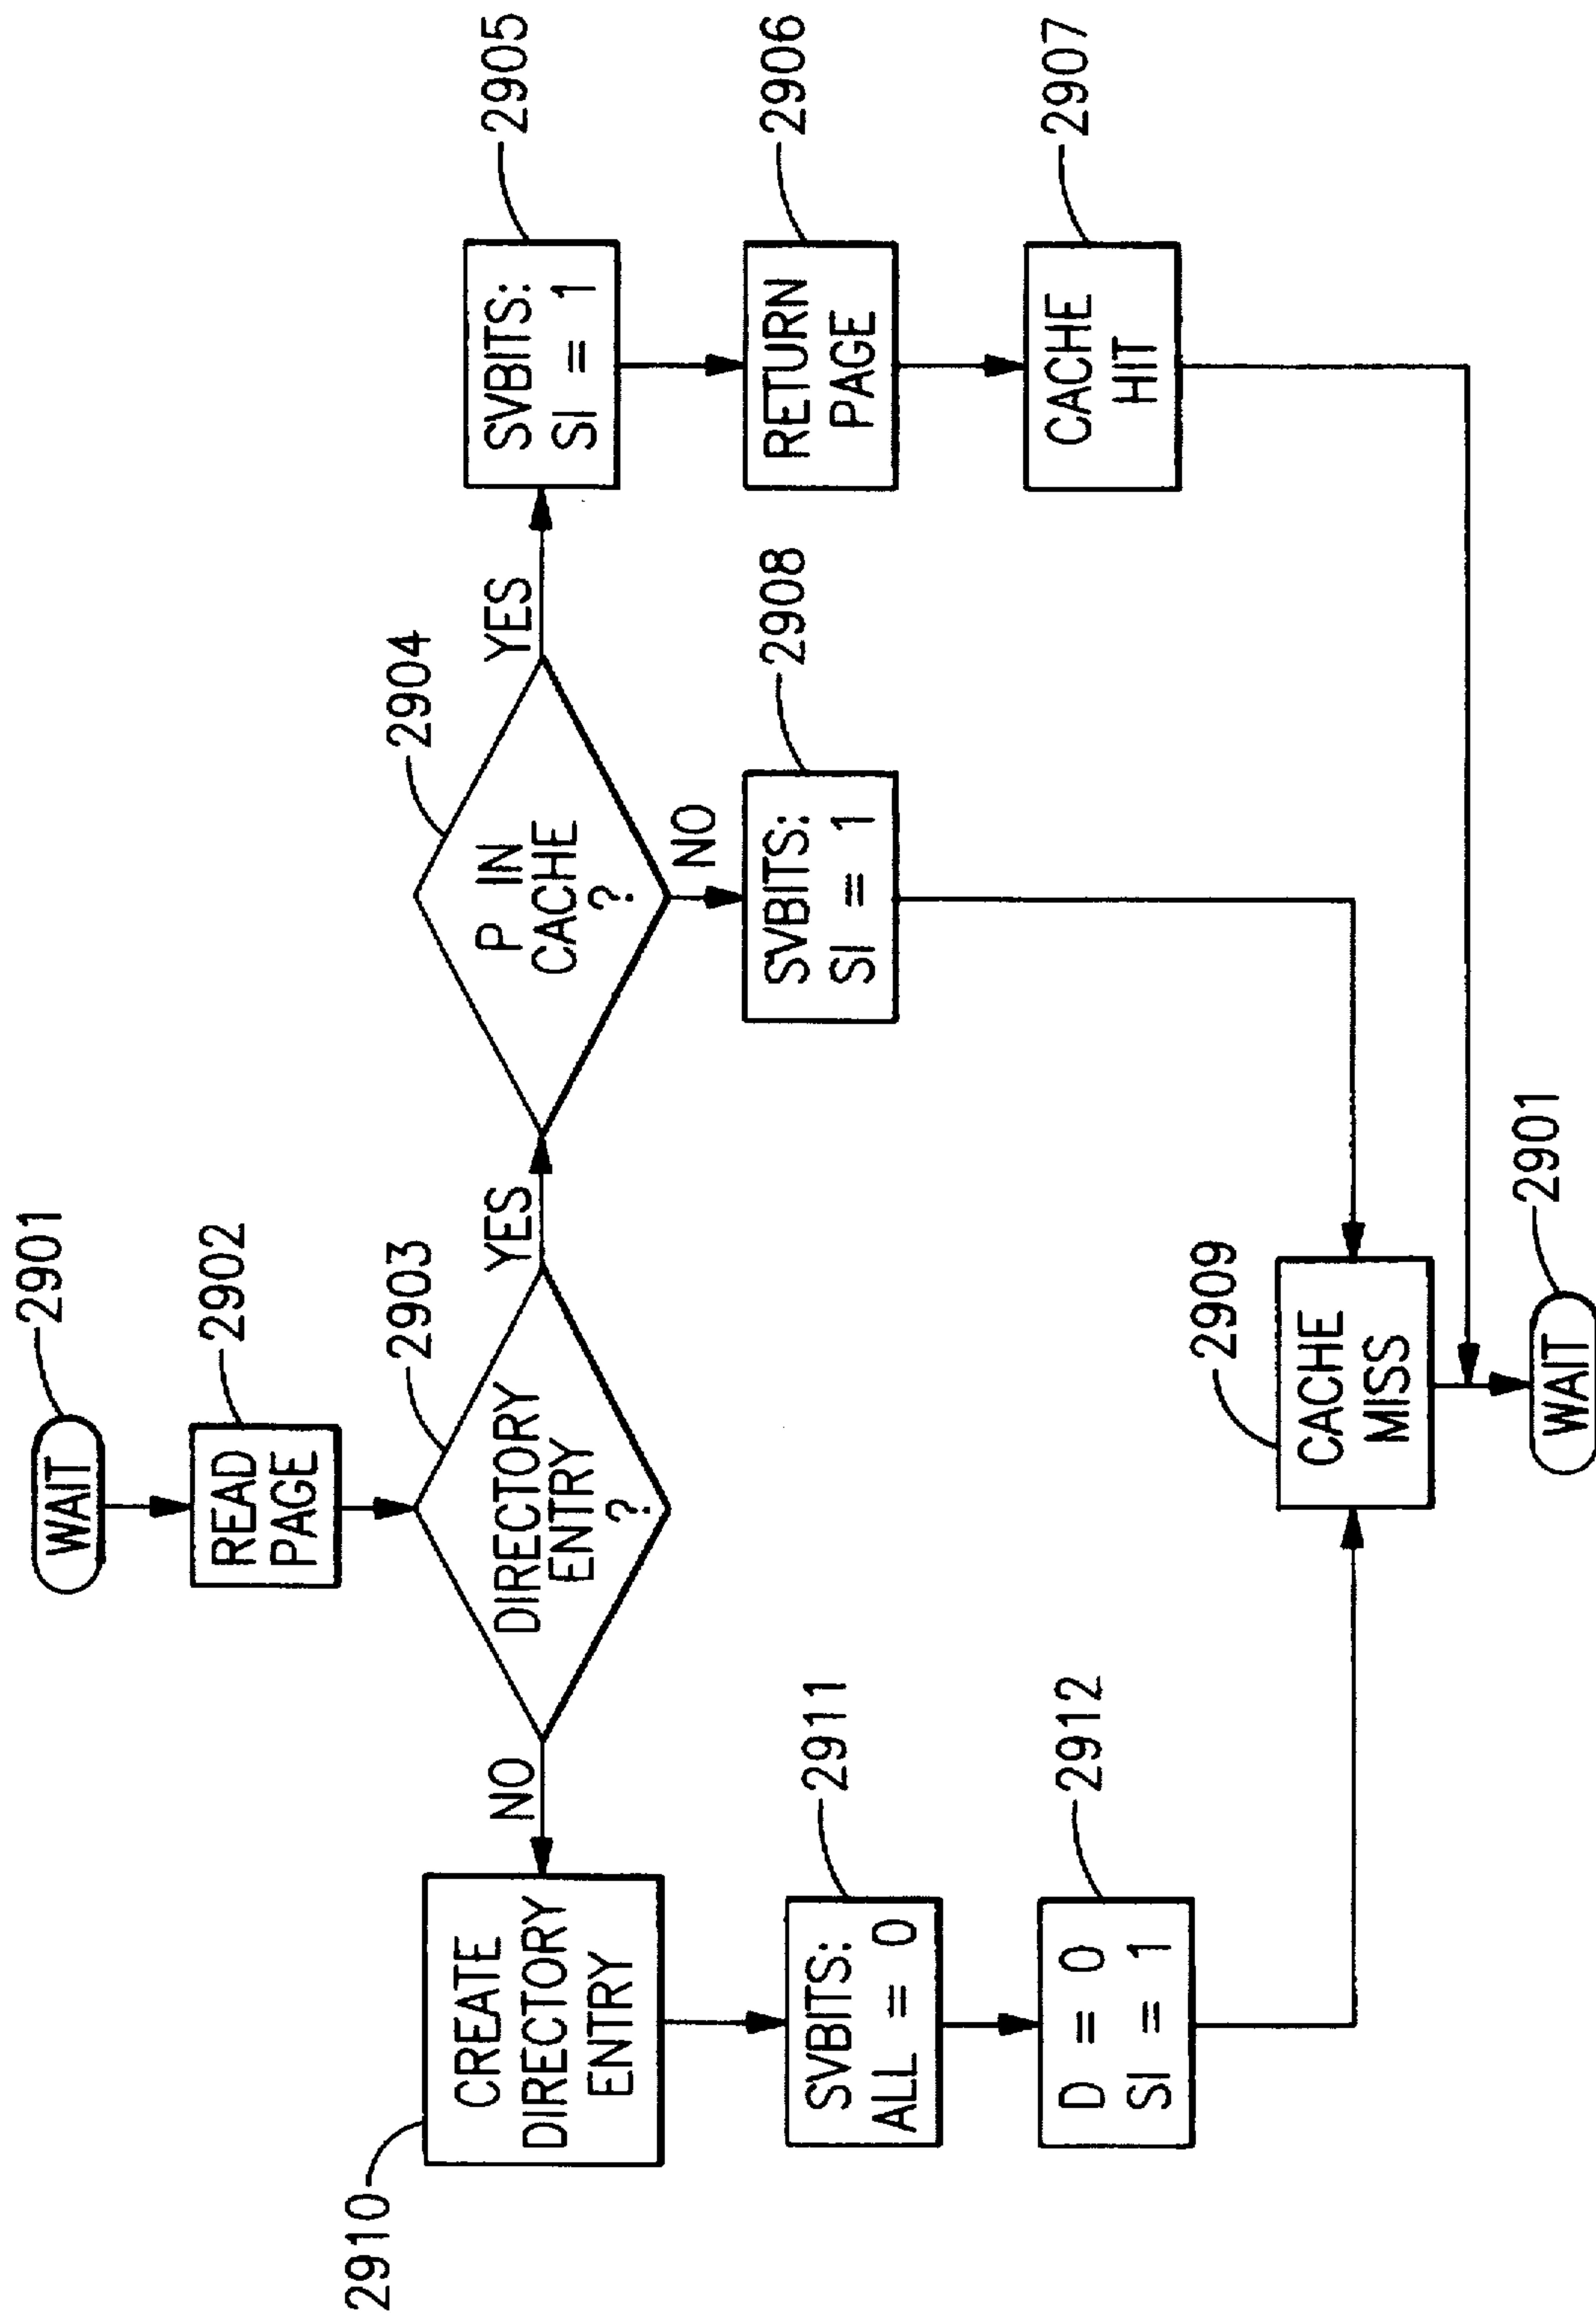 2901
WAIT
2902
READ
PAGE
2903
DIRECTORY
ENTRY
?
NO
YES
2904
P IN
CACHE
?
YES
NO
2905
SVBITS:
SI = 1
2906
RETURN
PAGE
2907
CACHE
HIT
2908
SVBITS:
SI = 1
2910
CREATE
DIRECTORY
ENTRY
2911
SVBITS:
ALL = 0
2912
D = 0
SI = 1
2909
CACHE
MISS
2901
WAIT